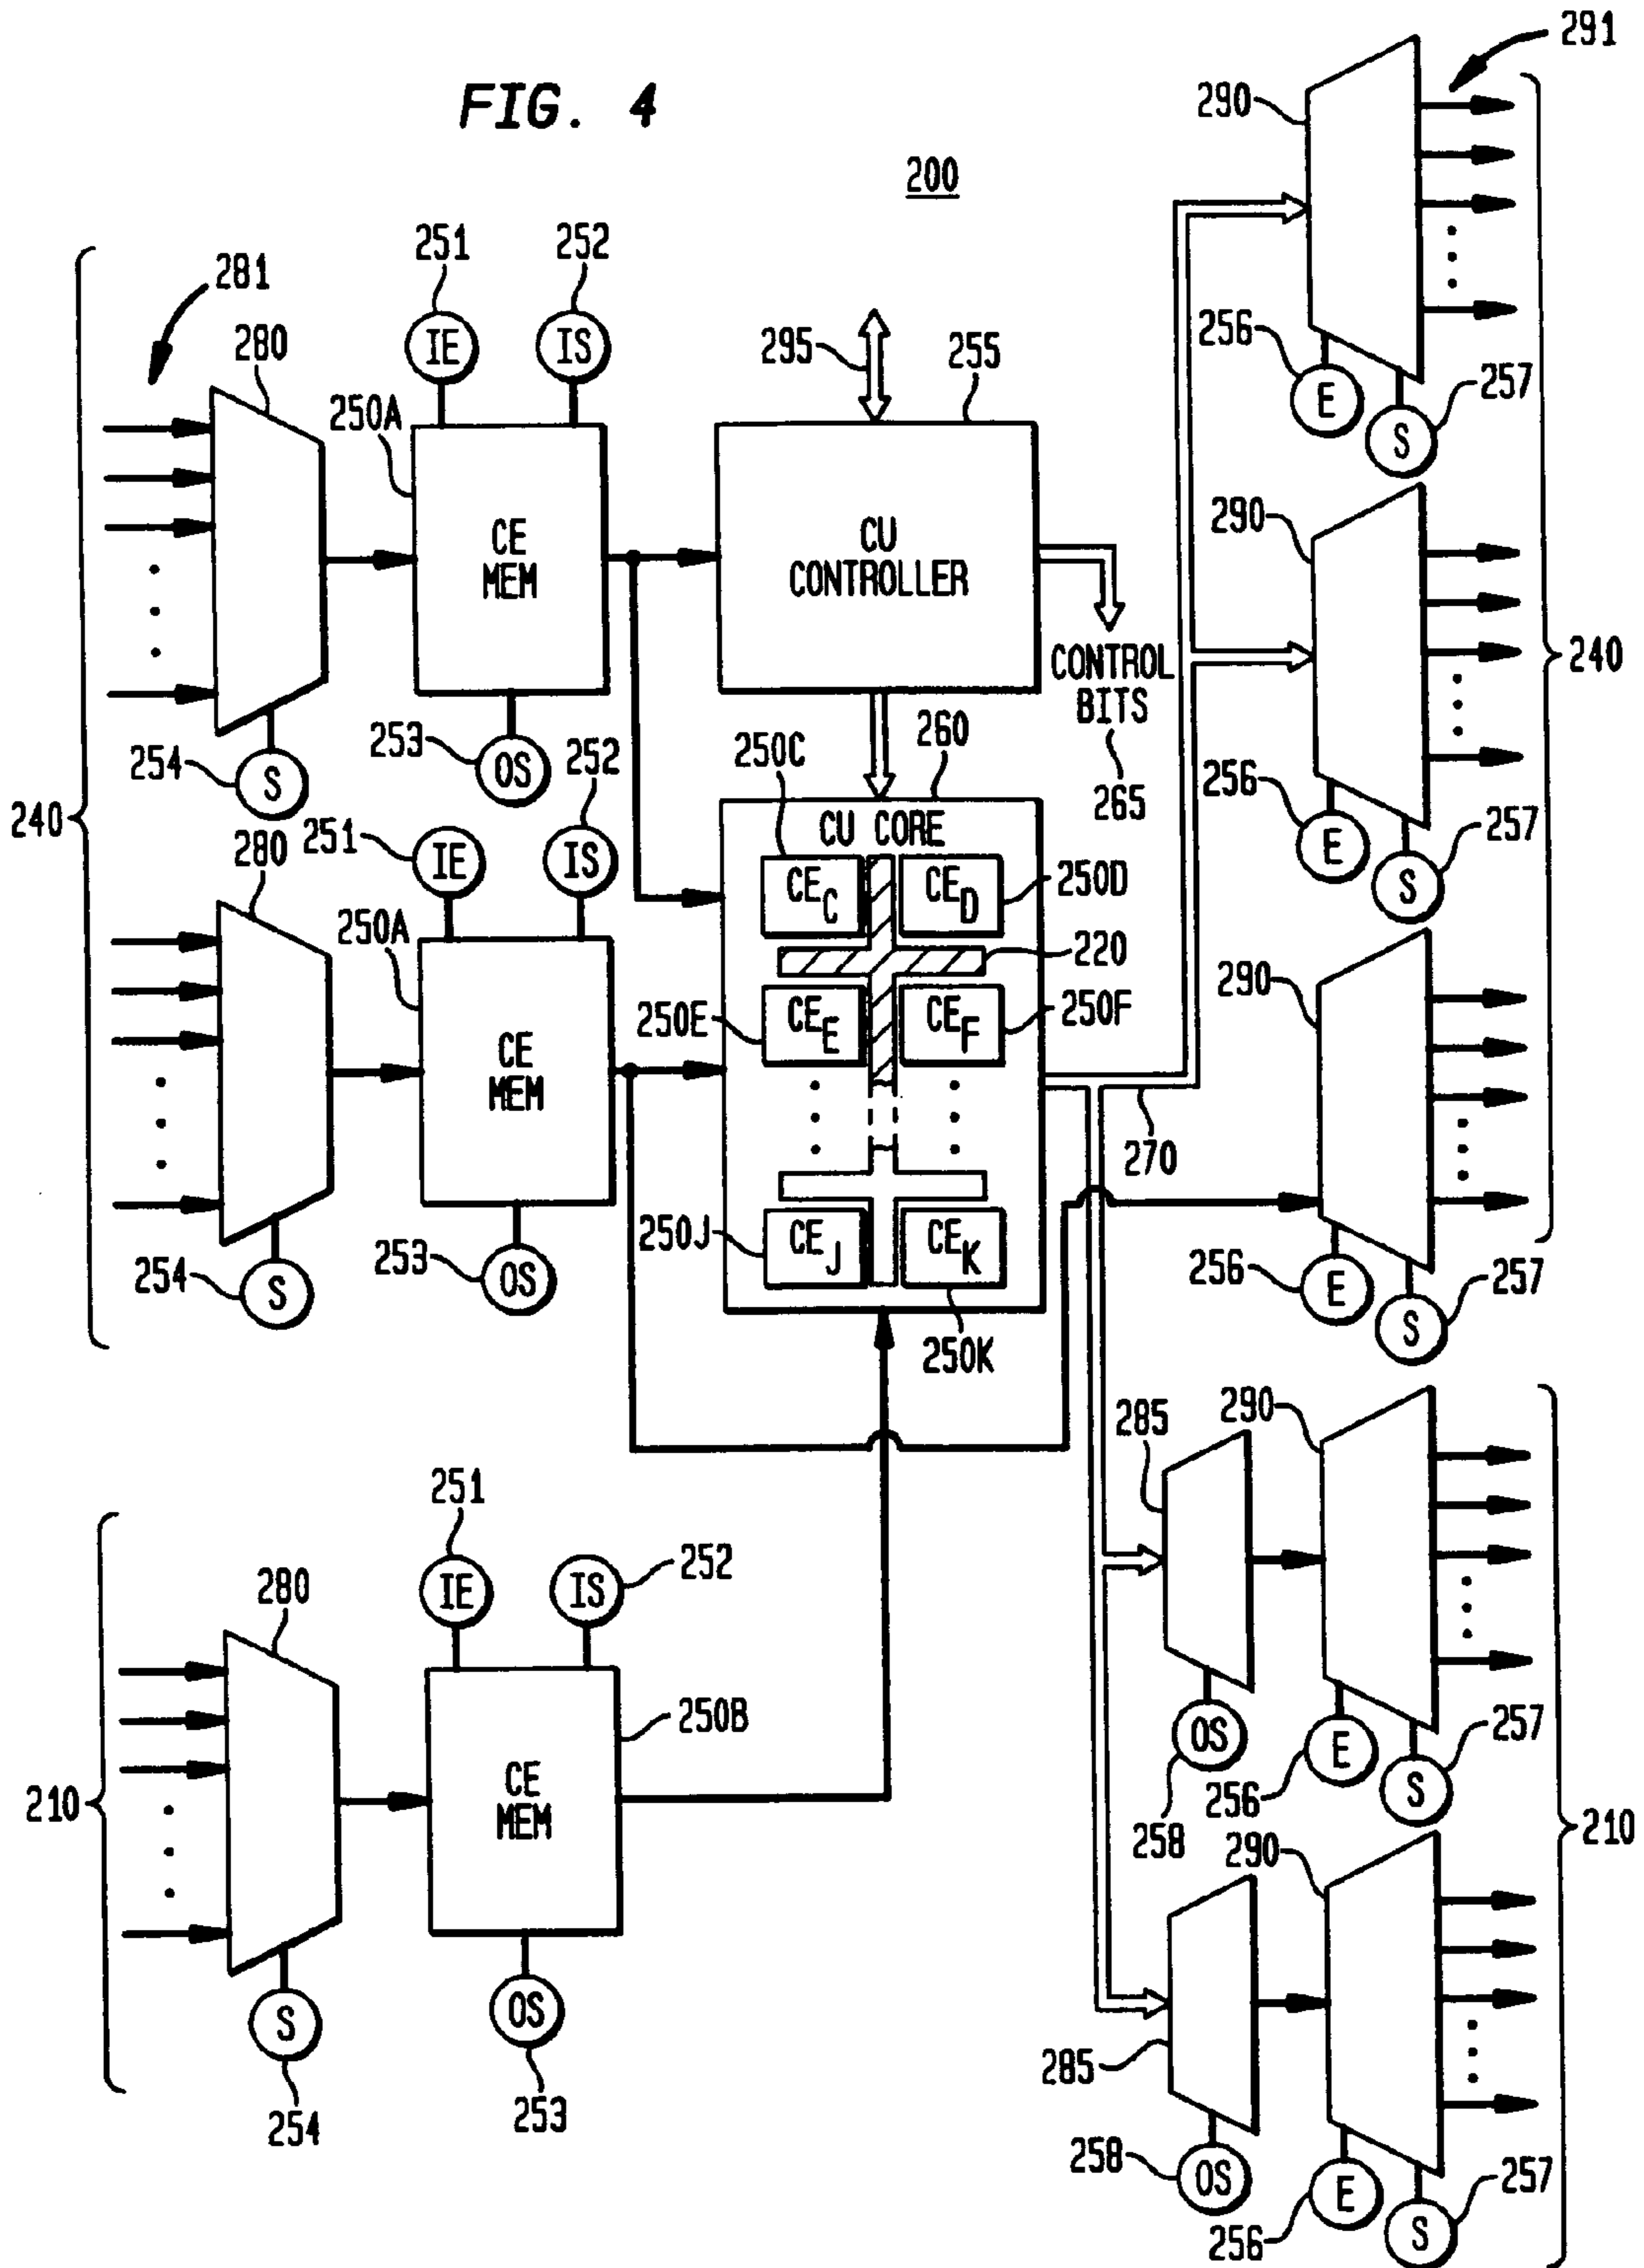 FIG. 4
200
291
290
240
281
280
251
252
IE
IS
250A
CE
MEM
253
OS
254
S
295
255
CU
CONTROLLER
CONTROL
BITS
265
256
E
257
S
290
256
E
257
S
240
280
251
IE
252
IS
250A
CE
MEM
253
OS
254
S
250C
260
CU CORE
CE C
CE D
250D
220
250E
CE E
CE F
250F
250J
CE J
CE K
250K
270
290
256
E
257
S
210
280
251
IE
IS
252
250B
CE
MEM
OS
253
S
254
285
OS
258
290
256
E
257
S
210
285
258
OS
290
256
E
257
S